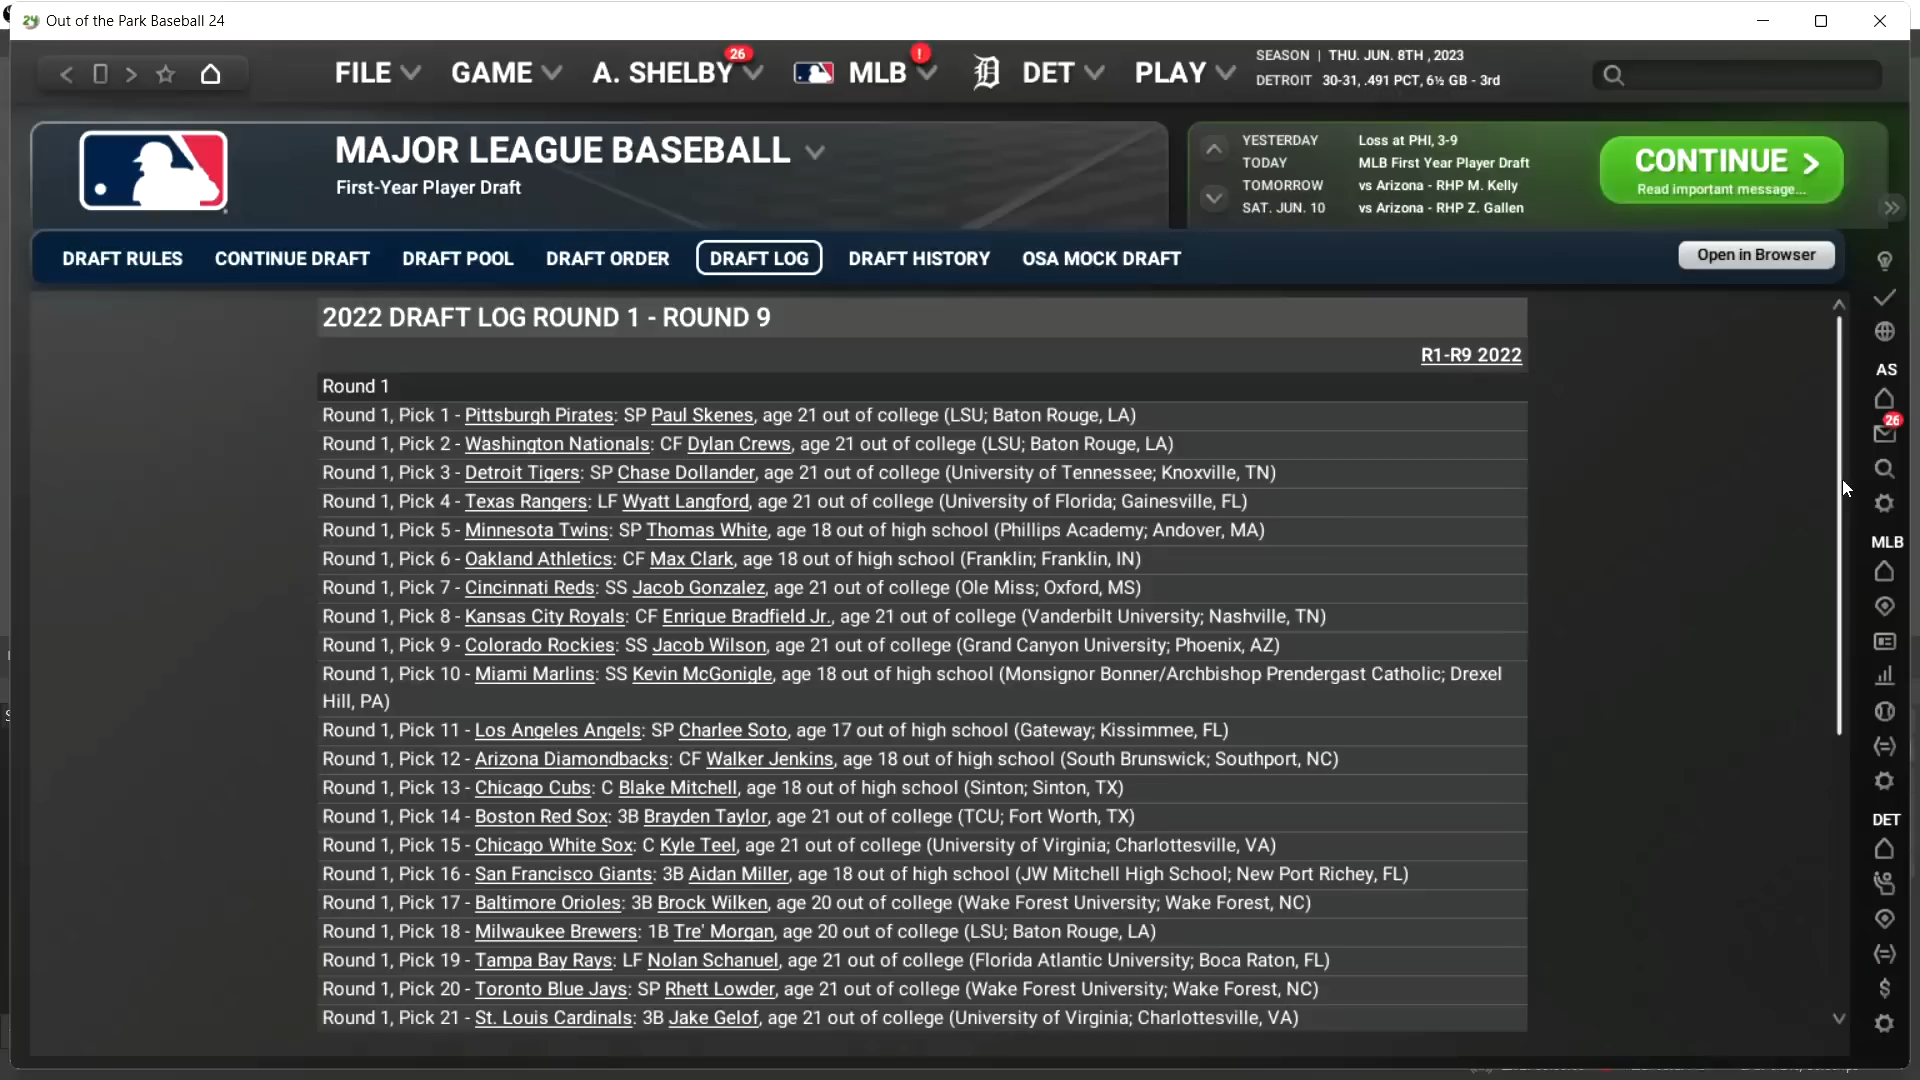 Out of the Park Baseball 24
FILE GAME A. SHELBY 26 MLB ! DET PLAY
SEASON | THU. JUN. 8TH , 2023
DETROIT 30-31, .491 PCT, 6½ GB - 3rd
MAJOR LEAGUE BASEBALL
First-Year Player Draft
YESTERDAY Loss at PHI, 3-9
TODAY MLB First Year Player Draft
TOMORROW vs Arizona - RHP M. Kelly
SAT. JUN. 10 vs Arizona - RHP Z. Gallen
CONTINUE
Read important message...
DRAFT RULES CONTINUE DRAFT DRAFT POOL DRAFT ORDER DRAFT LOG DRAFT HISTORY OSA MOCK DRAFT Open in Browser
2022 DRAFT LOG ROUND 1 - ROUND 9
R1-R9 2022
Round 1
Round 1, Pick 1 - Pittsburgh Pirates: SP Paul Skenes, age 21 out of college (LSU; Baton Rouge, LA)
Round 1, Pick 2 - Washington Nationals: CF Dylan Crews, age 21 out of college (LSU; Baton Rouge, LA)
Round 1, Pick 3 - Detroit Tigers: SP Chase Dollander, age 21 out of college (University of Tennessee; Knoxville, TN)
Round 1, Pick 4 - Texas Rangers: LF Wyatt Langford, age 21 out of college (University of Florida; Gainesville, FL)
Round 1, Pick 5 - Minnesota Twins: SP Thomas White, age 18 out of high school (Phillips Academy; Andover, MA)
Round 1, Pick 6 - Oakland Athletics: CF Max Clark, age 18 out of high school (Franklin; Franklin, IN)
Round 1, Pick 7 - Cincinnati Reds: SS Jacob Gonzalez, age 21 out of college (Ole Miss; Oxford, MS)
Round 1, Pick 8 - Kansas City Royals: CF Enrique Bradfield Jr., age 21 out of college (Vanderbilt University; Nashville, TN)
Round 1, Pick 9 - Colorado Rockies: SS Jacob Wilson, age 21 out of college (Grand Canyon University; Phoenix, AZ)
Round 1, Pick 10 - Miami Marlins: SS Kevin McGonigle, age 18 out of high school (Monsignor Bonner/Archbishop Prendergast Catholic; Drexel
Hill, PA)
Round 1, Pick 11 - Los Angeles Angels: SP Charlee Soto, age 17 out of high school (Gateway; Kissimmee, FL)
Round 1, Pick 12 - Arizona Diamondbacks: CF Walker Jenkins, age 18 out of high school (South Brunswick; Southport, NC)
Round 1, Pick 13 - Chicago Cubs: C Blake Mitchell, age 18 out of high school (Sinton; Sinton, TX)
Round 1, Pick 14 - Boston Red Sox: 3B Brayden Taylor, age 21 out of college (TCU; Fort Worth, TX)
Round 1, Pick 15 - Chicago White Sox: C Kyle Teel, age 21 out of college (University of Virginia; Charlottesville, VA)
Round 1, Pick 16 - San Francisco Giants: 3B Aidan Miller, age 18 out of high school (JW Mitchell High School; New Port Richey, FL)
Round 1, Pick 17 - Baltimore Orioles: 3B Brock Wilken, age 20 out of college (Wake Forest University; Wake Forest, NC)
Round 1, Pick 18 - Milwaukee Brewers: 1B Tre' Morgan, age 20 out of college (LSU; Baton Rouge, LA)
Round 1, Pick 19 - Tampa Bay Rays: LF Nolan Schanuel, age 21 out of college (Florida Atlantic University; Boca Raton, FL)
Round 1, Pick 20 - Toronto Blue Jays: SP Rhett Lowder, age 21 out of college (Wake Forest University; Wake Forest, NC)
Round 1, Pick 21 - St. Louis Cardinals: 3B Jake Gelof, age 21 out of college (University of Virginia; Charlottesville, VA)
AS
26
MLB
DET